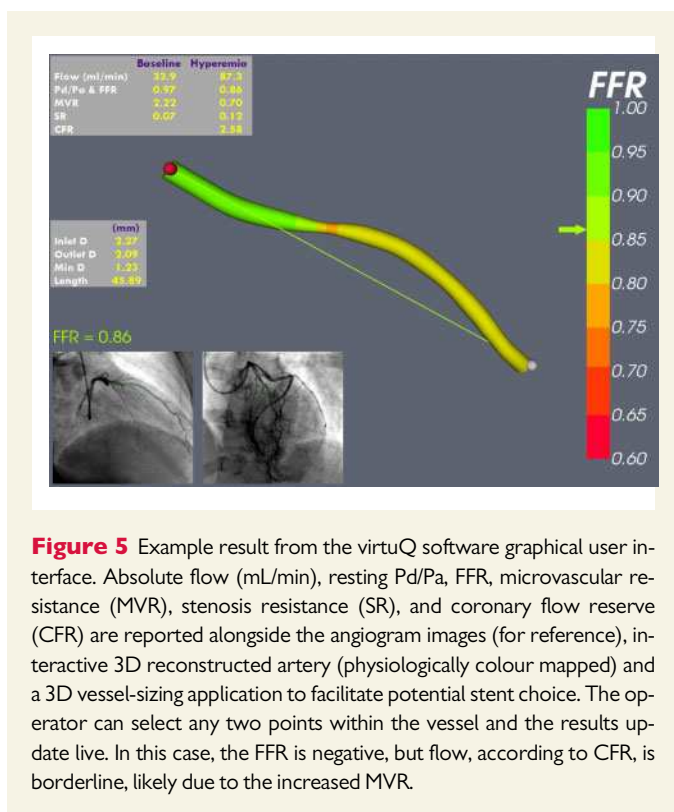 Baseline Hyperemia
Flow (ml/min) 33.9 87.3
Pd/Pa & FFR 0.97 0.86
MVR 2.22 0.70
SR 0.07 0.12
CFR 2.58
FFR
1.00
0.95
0.90
0.85
0.80
0.75
0.70
0.65
0.60
(mm)
Inlet D 2.27
Outlet D 2.09
Min D 1.23
Length 45.89
FFR = 0.86
Figure 5 Example result from the virtuQ software graphical user in-
terface. Absolute flow (mL/min), resting Pd/Pa, FFR, microvascular re-
sistance (MVR), stenosis resistance (SR), and coronary flow reserve
(CFR) are reported alongside the angiogram images (for reference), in-
teractive 3D reconstructed artery (physiologically colour mapped) and
a 3D vessel-sizing application to facilitate potential stent choice. The op-
erator can select any two points within the vessel and the results up-
date live. In this case, the FFR is negative, but flow, according to CFR, is
borderline, likely due to the increased MVR.